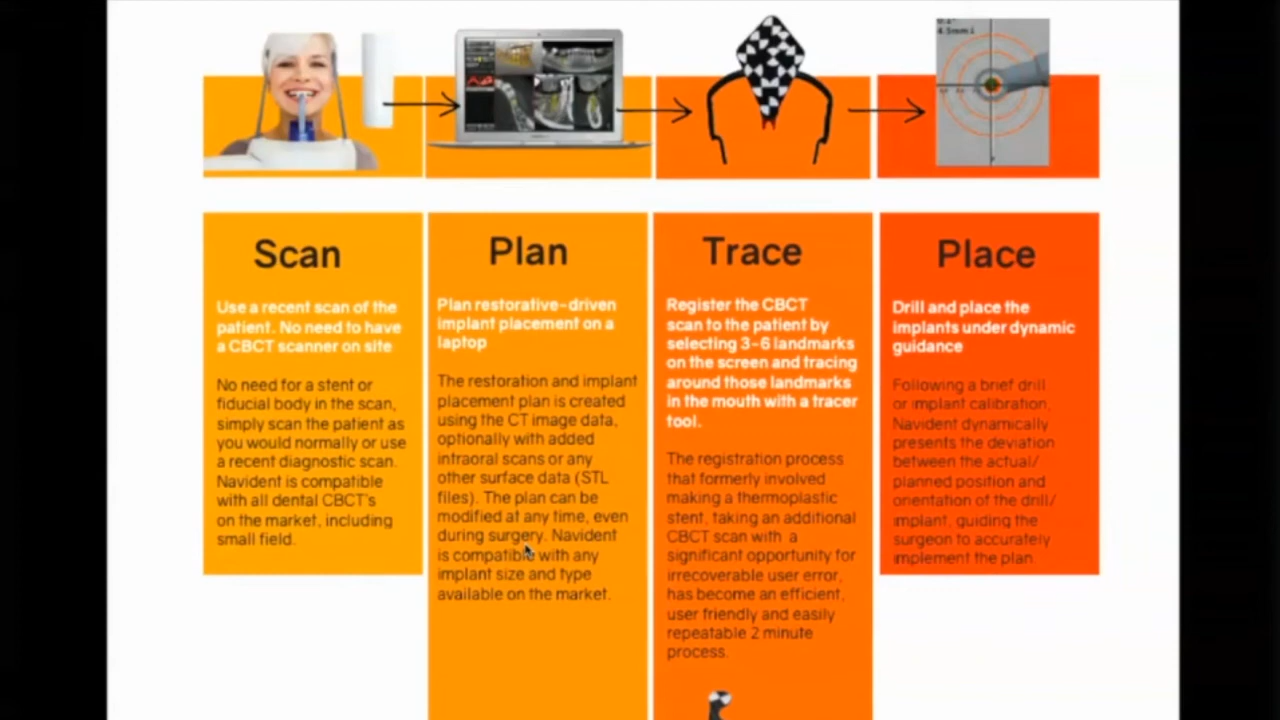 Scan
Use a recent scan of the
patient. No need to have
a CBCT scanner on site
No need for a stent or
fiducial body in the scan,
simply scan the patient as
you would normally or use
a recent diagnostic scan.
Navident is compatible
with all dental CBCT's
on the market, including
small field.
Plan
Plan restorative-driven
implant placement on a
laptop
The restoration and implant
placement plan is created
using the CT image data,
optionally with added
intraoral scans or any
other surface data (STL
files). The plan can be
modified at any time, even
during surgery. Navident
is compatible with any
implant size and type
available on the market.
Trace
Register the CBCT
scan to the patient by
selecting 3-6 landmarks
on the screen and tracing
around those landmarks
in the mouth with a tracer
tool.
The registration process
that formerly involved
making a thermoplastic
stent, taking an additional
CBCT scan with a
significant opportunity for
irrecoverable user error,
has become an efficient,
user friendly and easily
repeatable 2 minute
process.
Place
Drill and place the
implants under dynamic
guidance
Following a brief drill
or implant calibration,
Navident dynamically
presents the deviation
between the actual/
planned position and
orientation of the drill/
implant, guiding the
surgeon to accurately
implement the plan.